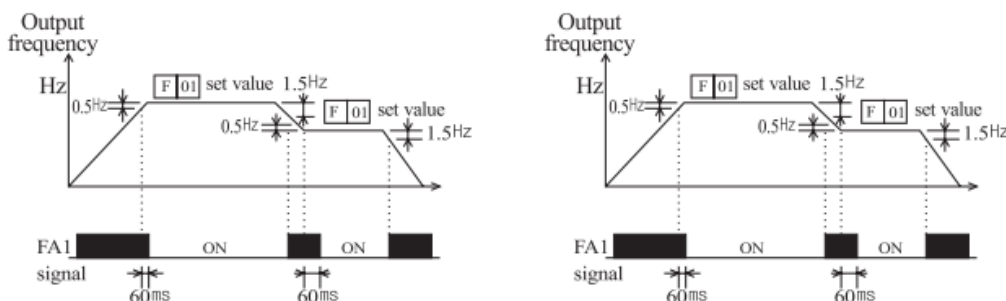 Output
frequency
Hz
F 01 set value 1.5Hz
0.5Hz
F 01 set value
0.5Hz
1.5Hz
FA1
signal
ON
ON
60ms
60ms
Output
frequency
Hz
F 01 set value 1.5Hz
0.5Hz
F 01 set value
0.5Hz
1.5Hz
FA1
signal
ON
ON
60ms
60ms